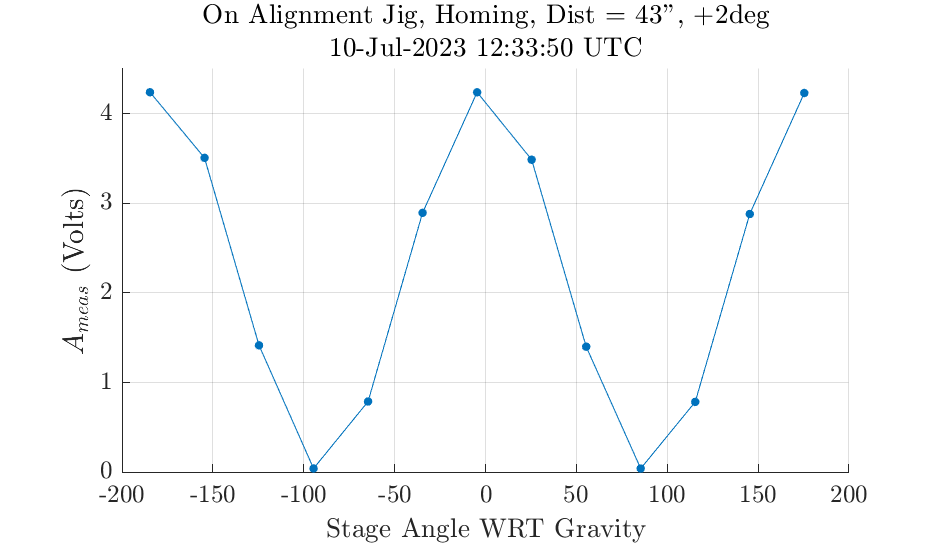 On Alignment Jig, Homing, Dist = 43", +2deg
10-Jul-2023 12:33:50 UTC
A_meas (Volts)
4
3
2
1
0
-200 -150 -100 -50 0 50 100 150 200
Stage Angle WRT Gravity